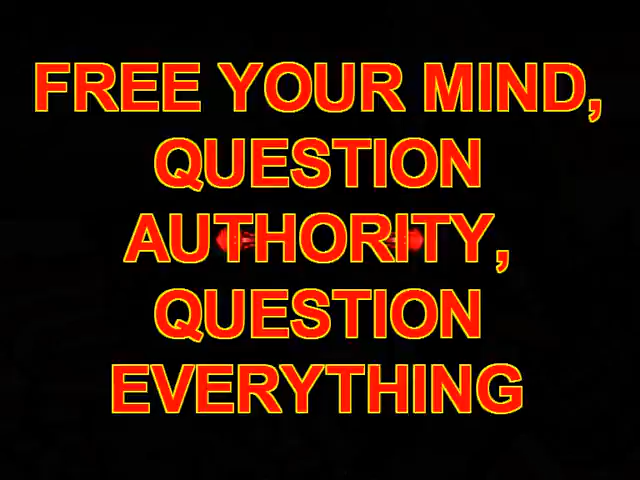 FREE YOUR MIND,
QUESTION
AUTHORITY,
QUESTION
EVERYTHING